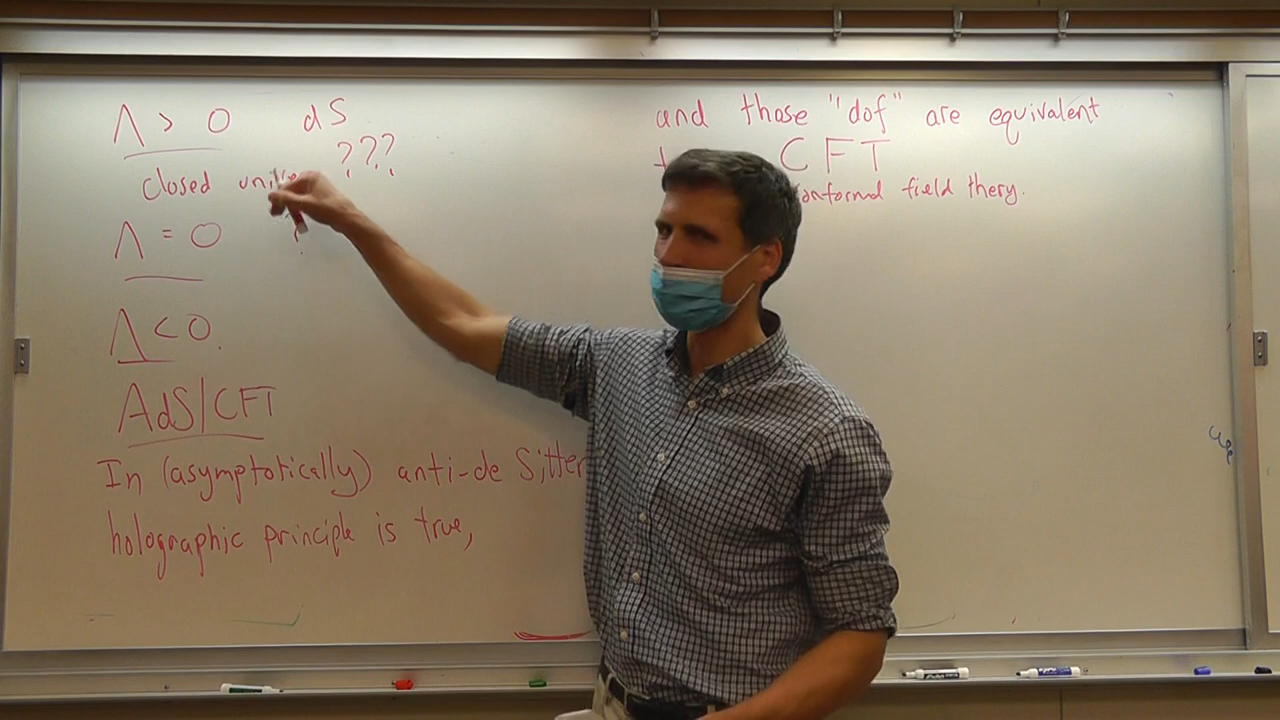 Λ > 0 dS
???
closed
Λ = 0
?
Λ < 0.
AdS/CFT
In (asymptotically) anti-de Sitter
holographic principle is true,
and those "dof" are equivalent
CFT
conformal field thery.